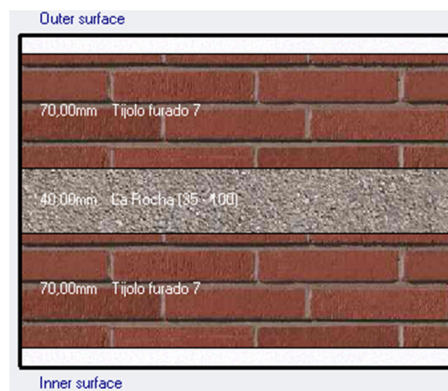 Outer surface
70,00mm Tijolo furado 7
40,00mm Ca Rocha (35 - 100)
70,00mm Tijolo furado 7
Inner surface